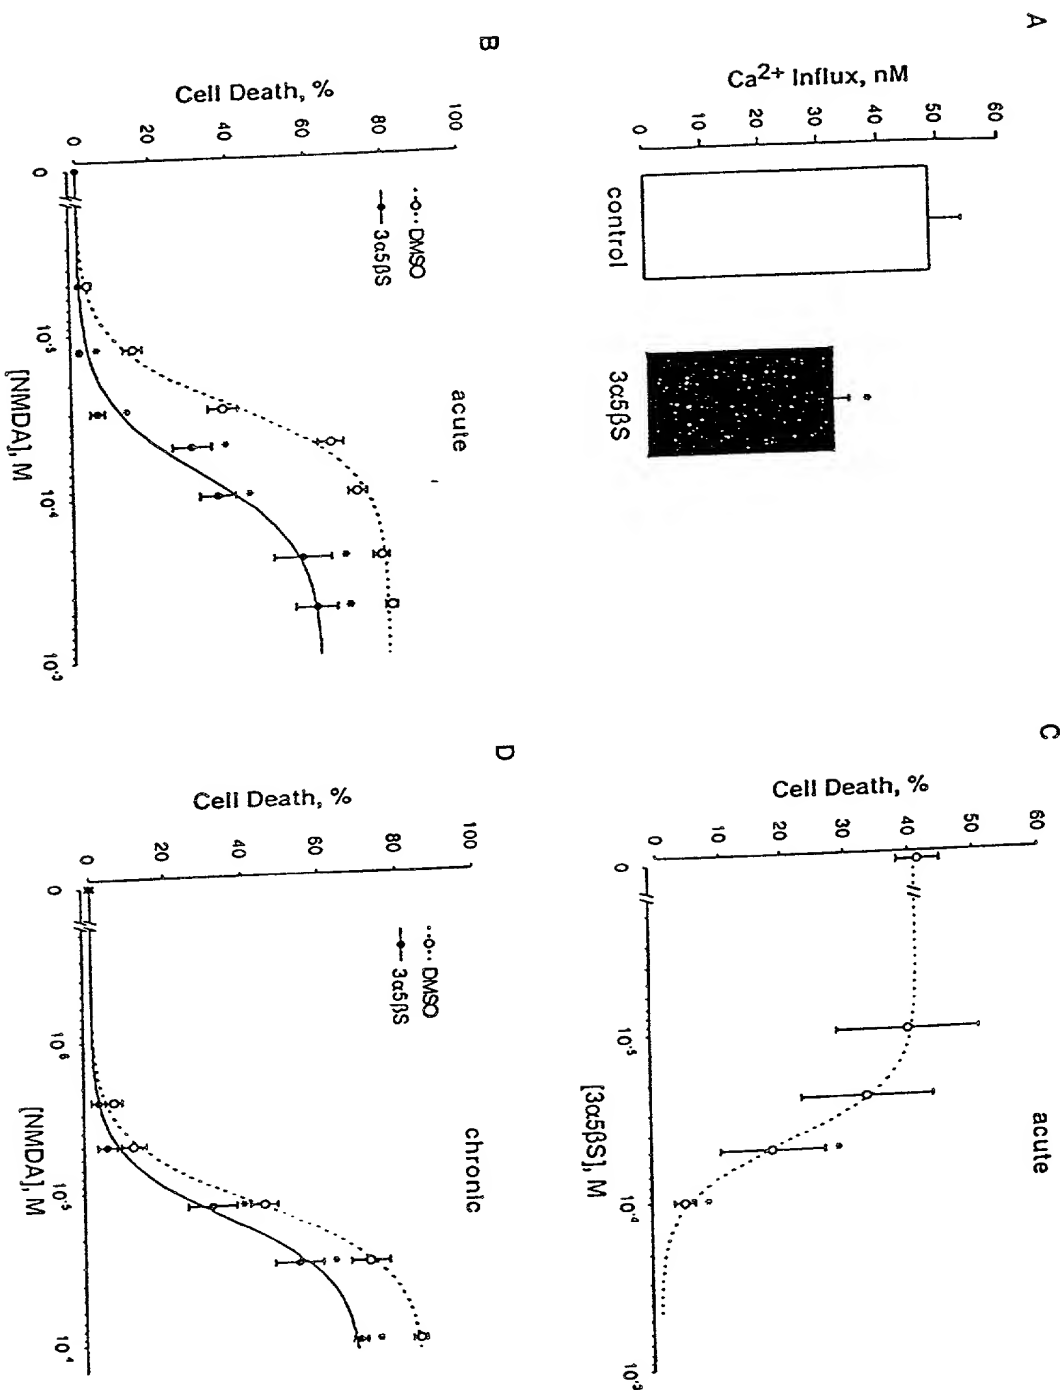 A
Ca2+ Influx, nM
0 10 20 30 40 50 60
control
3α5βS
*
B
Cell Death, %
0 20 40 60 80 100
··o·· DMSO
—•— 3α5βS
acute
0 10-5 10-4 10-3
[NMDA], M
C
Cell Death, %
0 10 20 30 40 50 60
acute
0 10-5 10-4 10-3
[3α5βS], M
D
Cell Death, %
0 20 40 60 80 100
··o·· DMSO
—•— 3α5βS
chronic
0 10-6 10-5 10-4
[NMDA], M